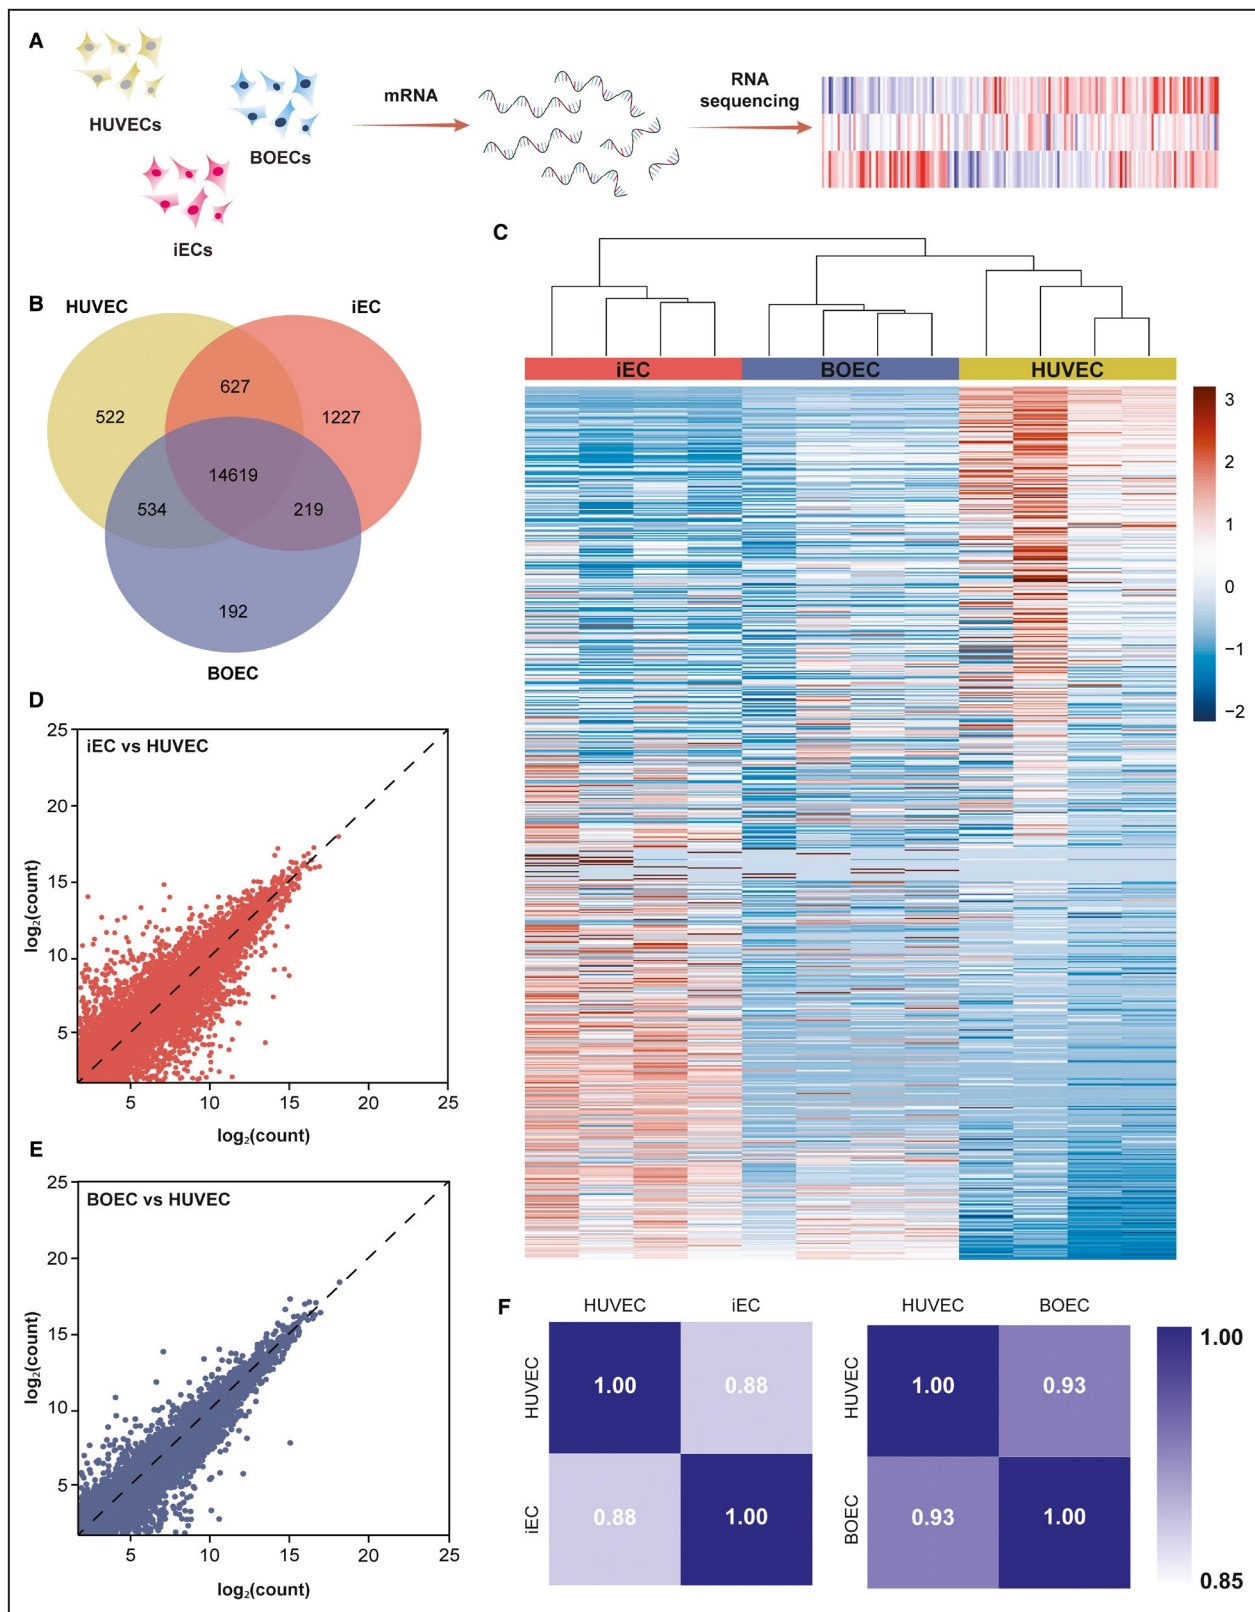 A
HUVECs
BOECs
iECs
mRNA
RNA
sequencing
B
HUVEC
iEC
627
522
1227
14619
534
219
192
BOEC
C
iEC
BOEC
HUVEC
3
2
1
0
−1
−2
D
iEC vs HUVEC
25
20
15
10
5
log₂(count)
5
10
15
20
25
log₂(count)
E
BOEC vs HUVEC
25
20
15
10
5
log₂(count)
5
10
15
20
25
log₂(count)
F
HUVEC
iEC
HUVEC
1.00
0.88
iEC
0.88
1.00
HUVEC
BOEC
HUVEC
1.00
0.93
BOEC
0.93
1.00
1.00
0.85